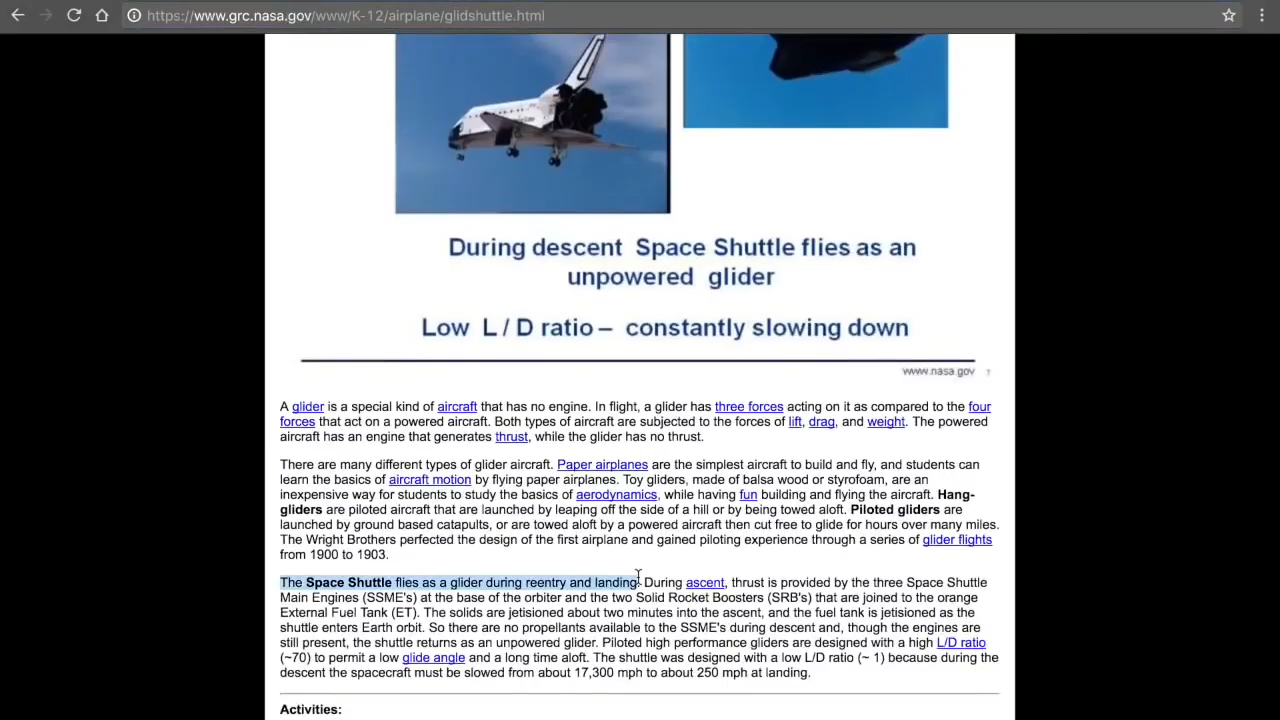 https://www.grc.nasa.gov/www/K-12/airplane/glidshuttle.html
During descent Space Shuttle flies as an
unpowered glider
Low L / D ratio – constantly slowing down
www.nasa.gov
A glider is a special kind of aircraft that has no engine. In flight, a glider has three forces acting on it as compared to the four
forces that act on a powered aircraft. Both types of aircraft are subjected to the forces of lift, drag, and weight. The powered
aircraft has an engine that generates thrust, while the glider has no thrust.
There are many different types of glider aircraft. Paper airplanes are the simplest aircraft to build and fly, and students can
learn the basics of aircraft motion by flying paper airplanes. Toy gliders, made of balsa wood or styrofoam, are an
inexpensive way for students to study the basics of aerodynamics, while having fun building and flying the aircraft. Hang-
gliders are piloted aircraft that are launched by leaping off the side of a hill or by being towed aloft. Piloted gliders are
launched by ground based catapults, or are towed aloft by a powered aircraft then cut free to glide for hours over many miles.
The Wright Brothers perfected the design of the first airplane and gained piloting experience through a series of glider flights
from 1900 to 1903.
The Space Shuttle flies as a glider during reentry and landing. During ascent, thrust is provided by the three Space Shuttle
Main Engines (SSME's) at the base of the orbiter and the two Solid Rocket Boosters (SRB's) that are joined to the orange
External Fuel Tank (ET). The solids are jetisioned about two minutes into the ascent, and the fuel tank is jetisioned as the
shuttle enters Earth orbit. So there are no propellants available to the SSME's during descent and, though the engines are
still present, the shuttle returns as an unpowered glider. Piloted high performance gliders are designed with a high L/D ratio
(~70) to permit a low glide angle and a long time aloft. The shuttle was designed with a low L/D ratio (~ 1) because during the
descent the spacecraft must be slowed from about 17,300 mph to about 250 mph at landing.
Activities: